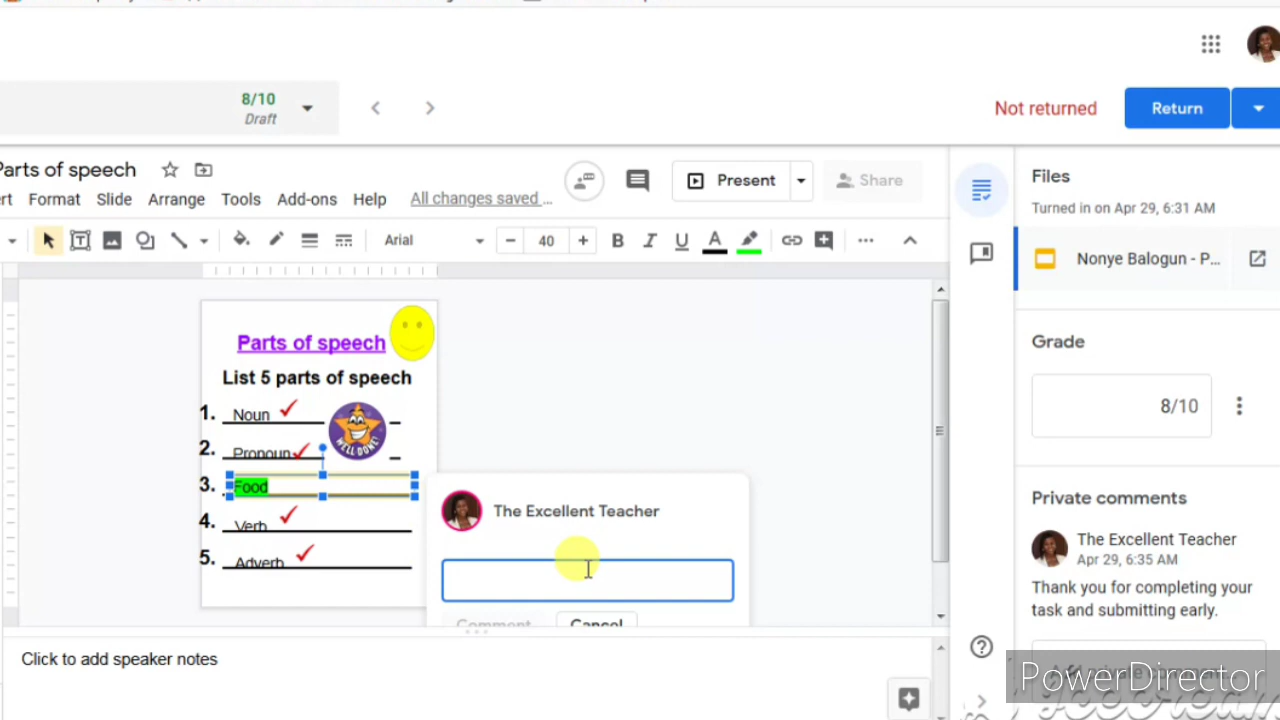 8/10
Draft
Not returned
Return
Parts of speech
Present
Share
Format Slide Arrange Tools Add-ons Help All changes saved …
Arial
40
B I U A
Files
Turned in on Apr 29, 6:31 AM
Nonye Balogun - P...
Grade
8/10
Private comments
The Excellent Teacher
Apr 29, 6:35 AM
Thank you for completing your
task and submitting early.
Parts of speech
List 5 parts of speech
1. Noun
WELL DONE!
2. Pronoun
3. Food
4. Verb
5. Adverb
The Excellent Teacher
Comment Cancel
Click to add speaker notes
PowerDirector